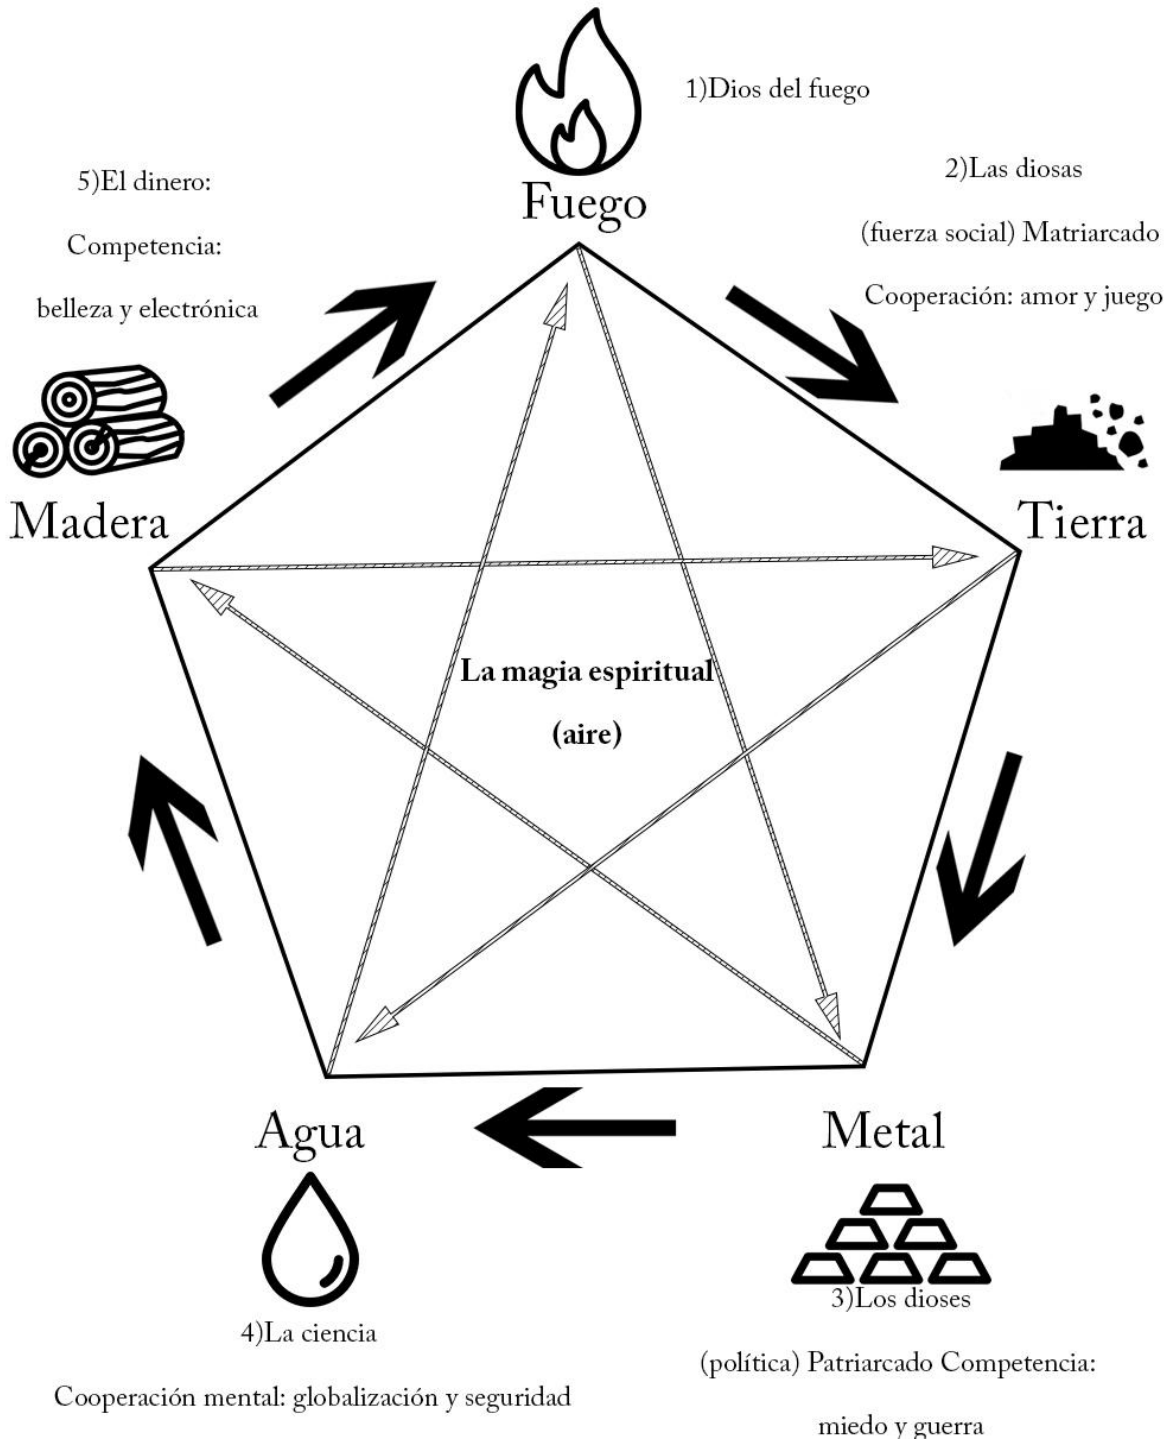 1)Dios del fuego
Fuego
2)Las diosas
(fuerza social) Matriarcado
Cooperación: amor y juego
5)El dinero:
Competencia:
belleza y electrónica
Madera
Tierra
La magia espiritual
(aire)
Agua
Metal
4)La ciencia
Cooperación mental: globalización y seguridad
3)Los dioses
(política) Patriarcado Competencia:
miedo y guerra